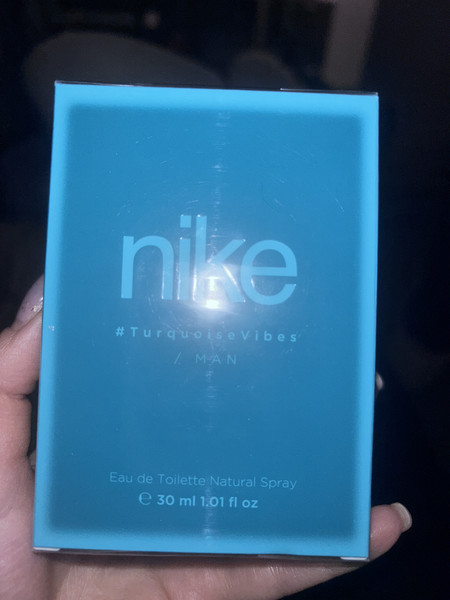 nike
#TurquoiseVibes
/ MAN
Eau de Toilette Natural Spray
℮ 30 ml 1.01 fl oz